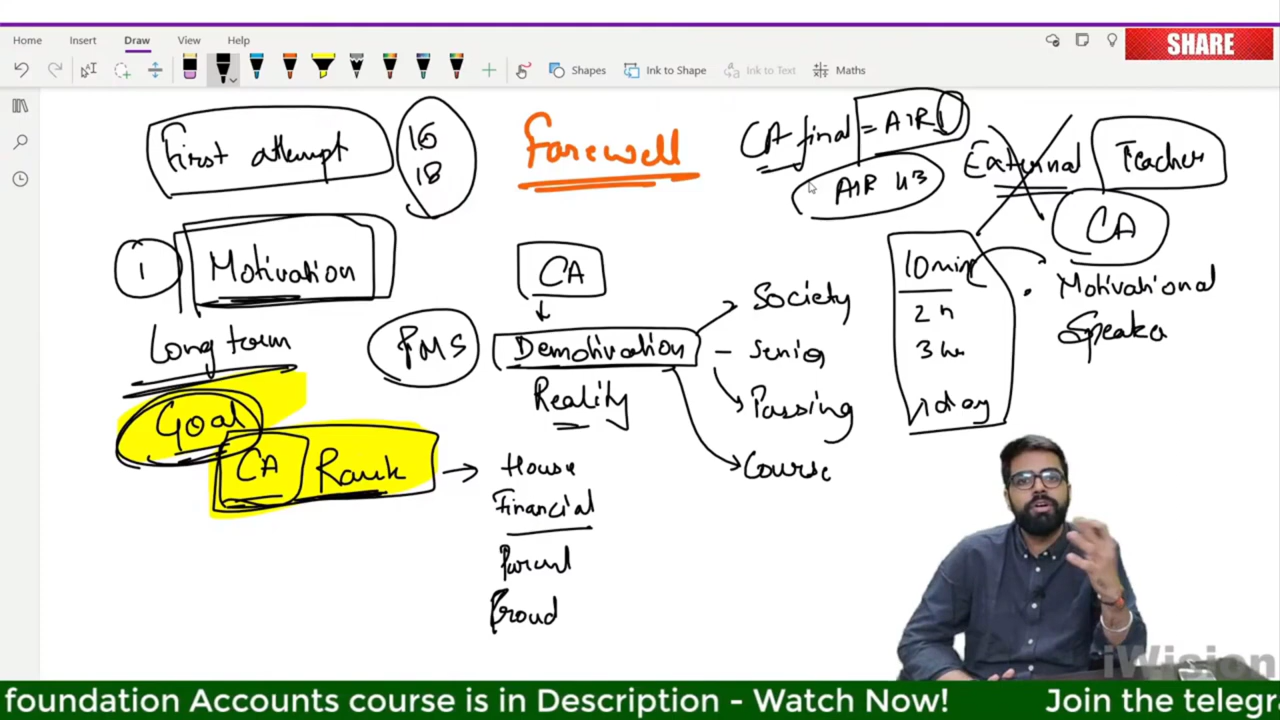 Home Insert Draw View Help
SHARE
Shapes Ink to Shape Ink to Text Maths
First attempt
16
18
Farewell
CA final = AIR 1
AIR 43
External
Teacher
CA
1
Motivation
Long term
Goal
CA Rank
PMS
CA
Demotivation
Reality
House
Financial
Parent
Proud
Society
Senior
Passing
Course
10 min
2 h
3 hr
1 day
Motivational
Speaker
iWision
foundation Accounts course is in Description - Watch Now! Join the telegr